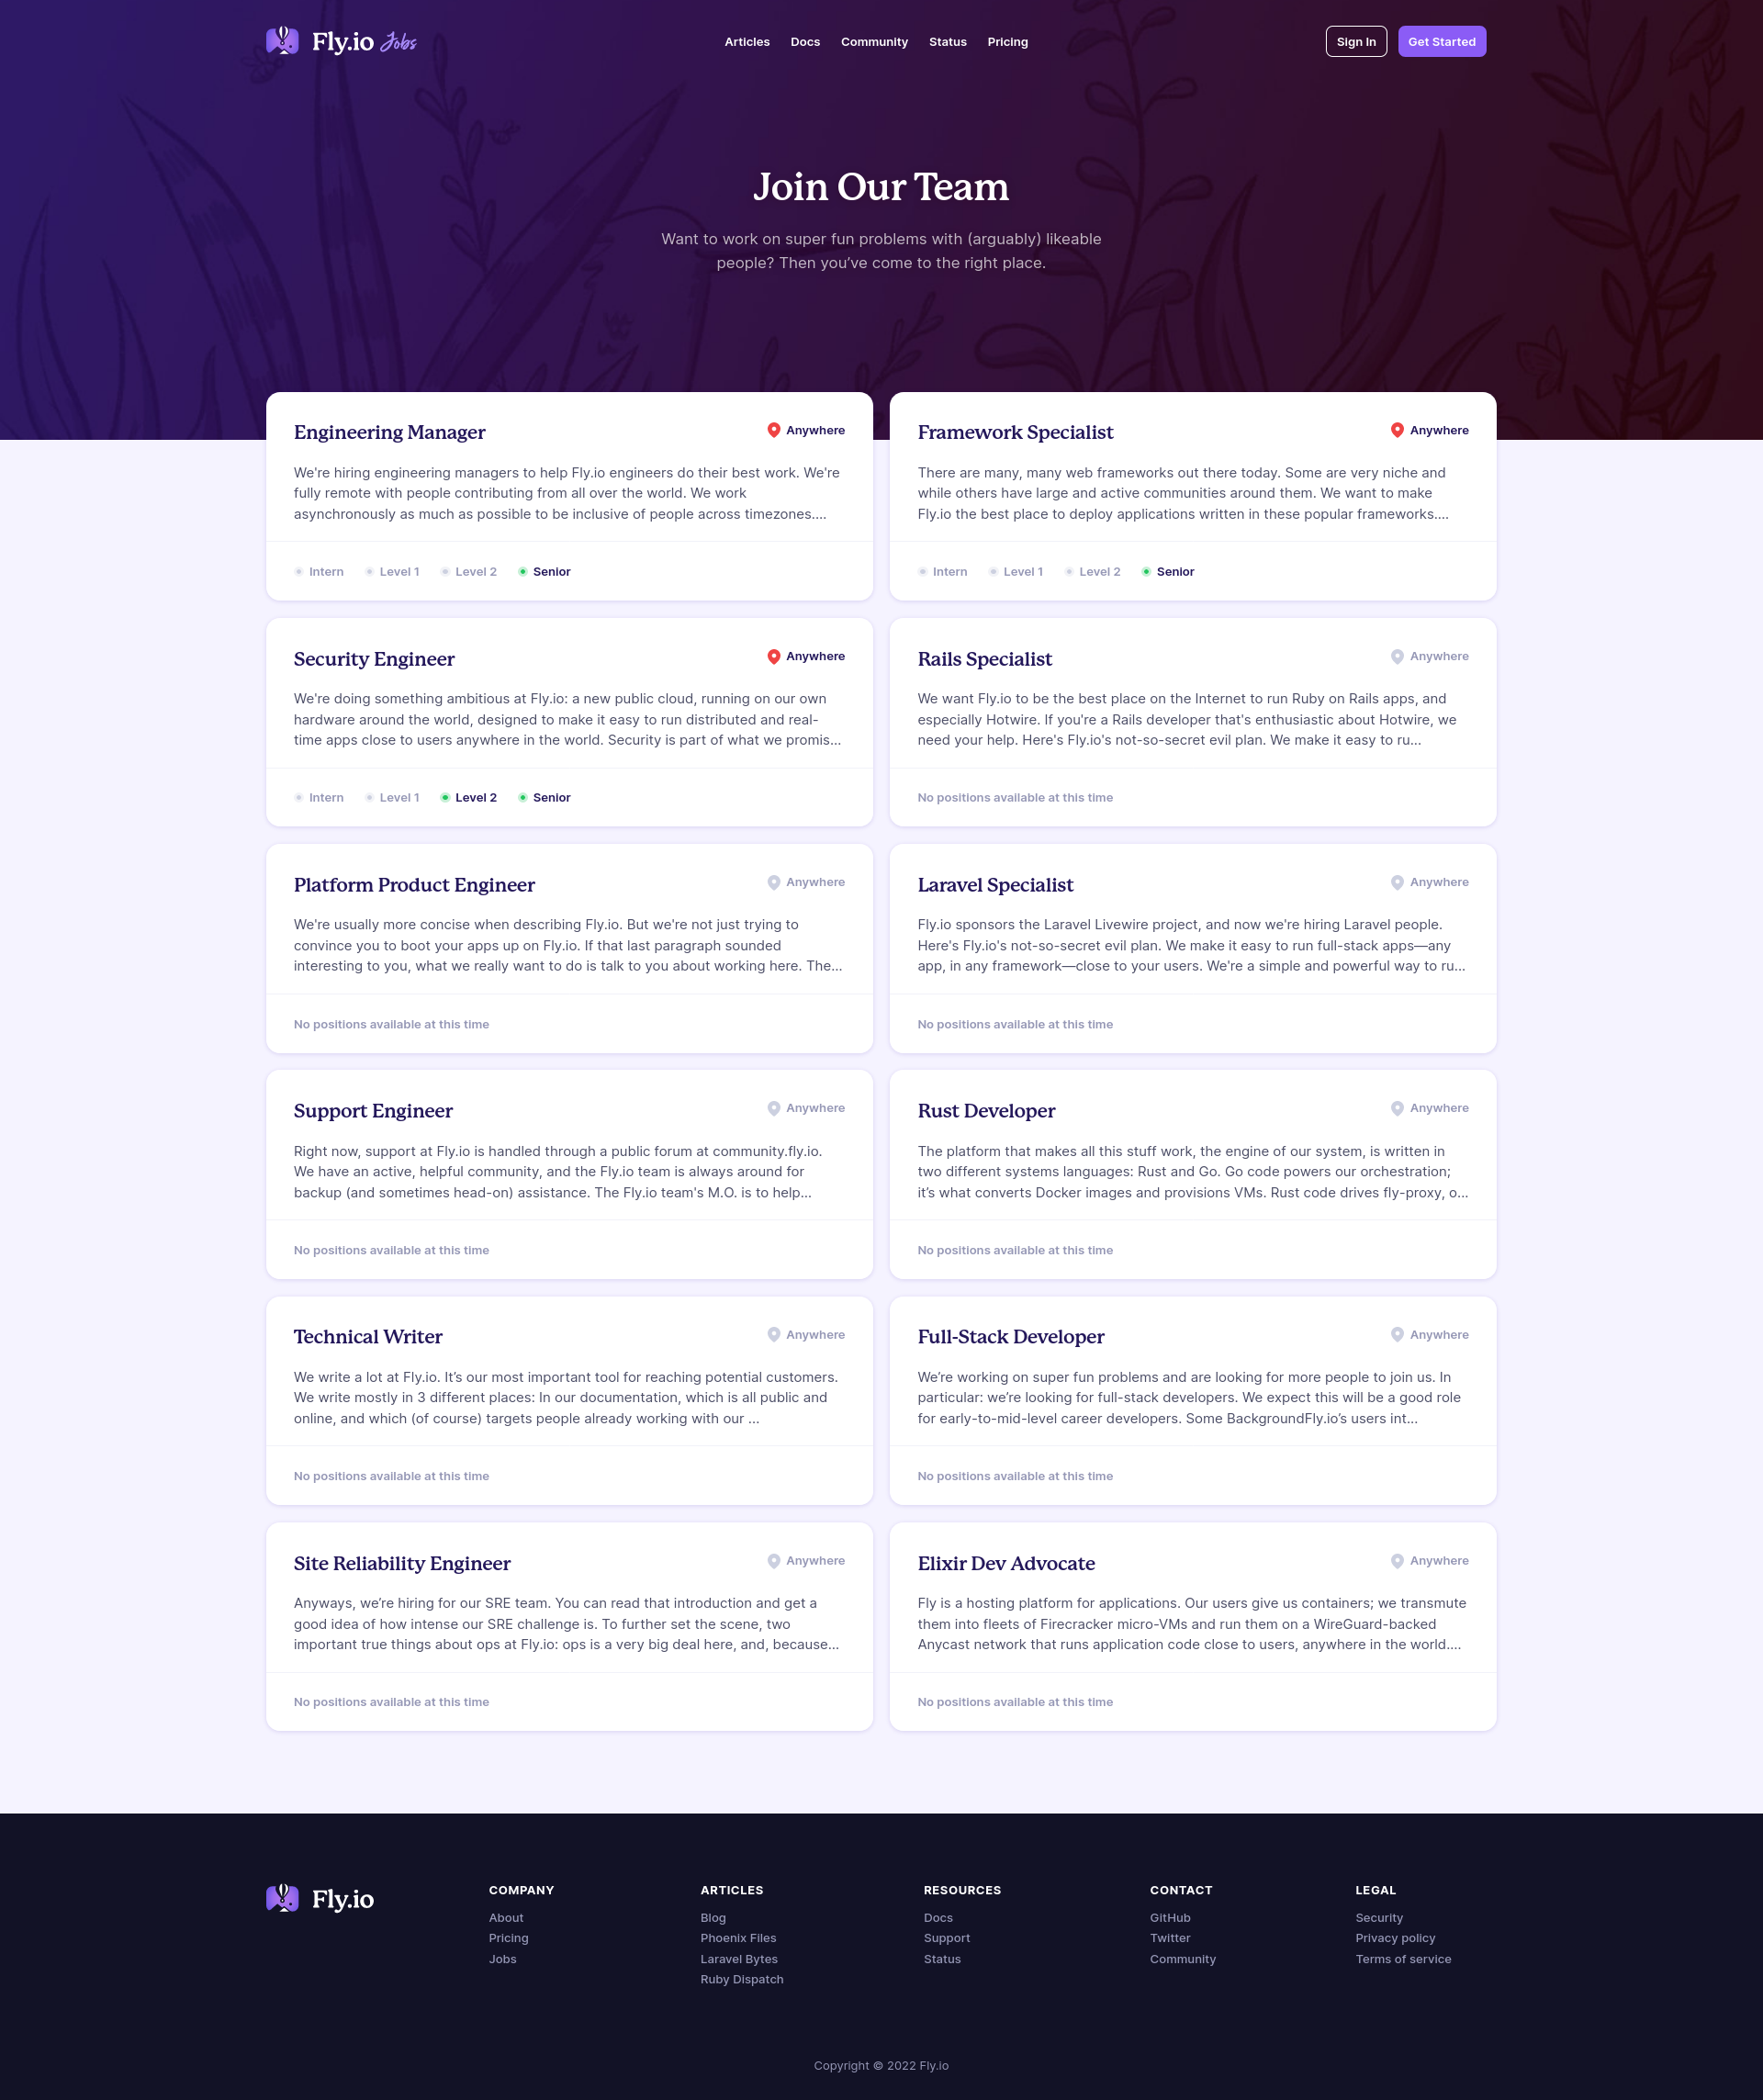 Fly.io Jobs
Articles Docs Community Status Pricing
Sign In Get Started
Join Our Team
Want to work on super fun problems with (arguably) likeable
people? Then you’ve come to the right place.
Engineering Manager
Anywhere
We're hiring engineering managers to help Fly.io engineers do their best work. We're
fully remote with people contributing from all over the world. We work
asynchronously as much as possible to be inclusive of people across timezones....
Intern Level 1 Level 2 Senior
Framework Specialist
Anywhere
There are many, many web frameworks out there today. Some are very niche and
while others have large and active communities around them. We want to make
Fly.io the best place to deploy applications written in these popular frameworks....
Intern Level 1 Level 2 Senior
Security Engineer
Anywhere
We're doing something ambitious at Fly.io: a new public cloud, running on our own
hardware around the world, designed to make it easy to run distributed and real-
time apps close to users anywhere in the world. Security is part of what we promis...
Intern Level 1 Level 2 Senior
Rails Specialist
Anywhere
We want Fly.io to be the best place on the Internet to run Ruby on Rails apps, and
especially Hotwire. If you're a Rails developer that's enthusiastic about Hotwire, we
need your help. Here's Fly.io's not-so-secret evil plan. We make it easy to ru...
No positions available at this time
Platform Product Engineer
Anywhere
We're usually more concise when describing Fly.io. But we're not just trying to
convince you to boot your apps up on Fly.io. If that last paragraph sounded
interesting to you, what we really want to do is talk to you about working here. The...
No positions available at this time
Laravel Specialist
Anywhere
Fly.io sponsors the Laravel Livewire project, and now we're hiring Laravel people.
Here's Fly.io's not-so-secret evil plan. We make it easy to run full-stack apps—any
app, in any framework—close to your users. We're a simple and powerful way to ru...
No positions available at this time
Support Engineer
Anywhere
Right now, support at Fly.io is handled through a public forum at community.fly.io.
We have an active, helpful community, and the Fly.io team is always around for
backup (and sometimes head-on) assistance. The Fly.io team's M.O. is to help...
No positions available at this time
Rust Developer
Anywhere
The platform that makes all this stuff work, the engine of our system, is written in
two different systems languages: Rust and Go. Go code powers our orchestration;
it’s what converts Docker images and provisions VMs. Rust code drives fly-proxy, o...
No positions available at this time
Technical Writer
Anywhere
We write a lot at Fly.io. It’s our most important tool for reaching potential customers.
We write mostly in 3 different places: In our documentation, which is all public and
online, and which (of course) targets people already working with our ...
No positions available at this time
Full-Stack Developer
Anywhere
We’re working on super fun problems and are looking for more people to join us. In
particular: we’re looking for full-stack developers. We expect this will be a good role
for early-to-mid-level career developers. Some BackgroundFly.io’s users int...
No positions available at this time
Site Reliability Engineer
Anywhere
Anyways, we’re hiring for our SRE team. You can read that introduction and get a
good idea of how intense our SRE challenge is. To further set the scene, two
important true things about ops at Fly.io: ops is a very big deal here, and, because...
No positions available at this time
Elixir Dev Advocate
Anywhere
Fly is a hosting platform for applications. Our users give us containers; we transmute
them into fleets of Firecracker micro-VMs and run them on a WireGuard-backed
Anycast network that runs application code close to users, anywhere in the world....
No positions available at this time
Fly.io
COMPANY
About
Pricing
Jobs
ARTICLES
Blog
Phoenix Files
Laravel Bytes
Ruby Dispatch
RESOURCES
Docs
Support
Status
CONTACT
GitHub
Twitter
Community
LEGAL
Security
Privacy policy
Terms of service
Copyright © 2022 Fly.io